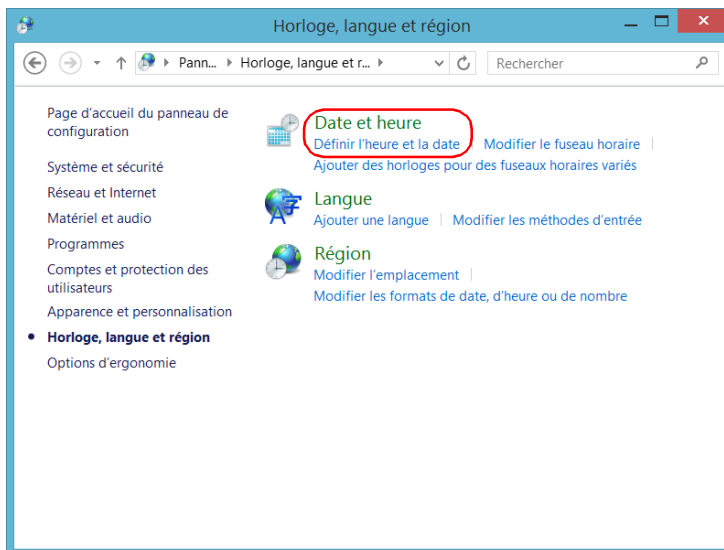 Horloge, langue et région
Pann... Horloge, langue et r...
Rechercher
Page d'accueil du panneau de
configuration
Système et sécurité
Réseau et Internet
Matériel et audio
Programmes
Comptes et protection des
utilisateurs
Apparence et personnalisation
Horloge, langue et région
Options d'ergonomie
Date et heure
Définir l'heure et la date Modifier le fuseau horaire
Ajouter des horloges pour des fuseaux horaires variés
Langue
Ajouter une langue Modifier les méthodes d'entrée
Région
Modifier l'emplacement
Modifier les formats de date, d'heure ou de nombre